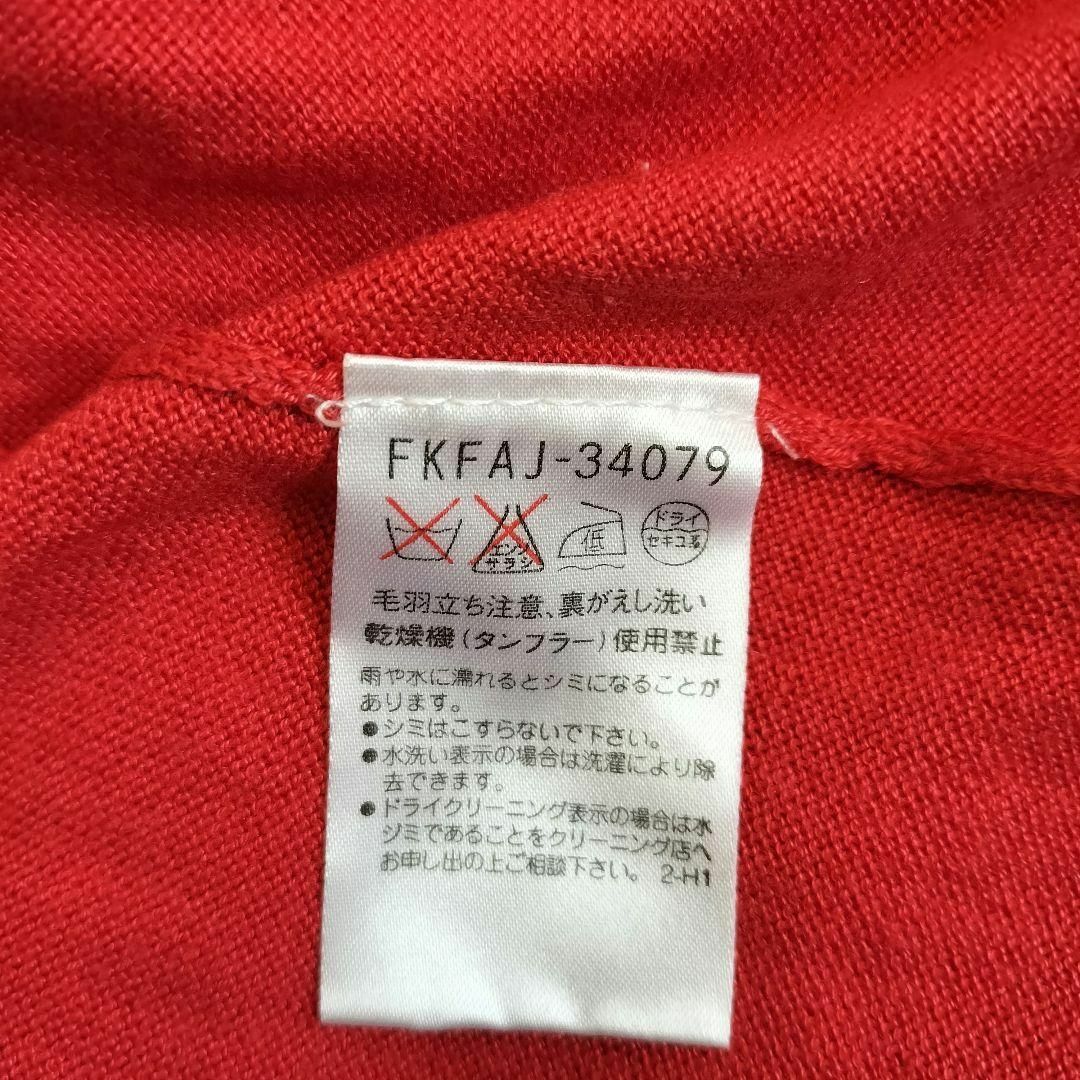 FKFAJ-34079
エンソ
サラシ
低
ドライ
セキユ系
毛羽立ち注意、裏がえし洗い
乾燥機(タンブラー)使用禁止
雨や水に濡れるとシミになることが
あります。
●シミはこすらないで下さい。
●水洗い表示の場合は洗濯により除
去できます。
●ドライクリーニング表示の場合は水
ジミであることをクリーニング店へ
お申し出の上ご相談下さい。 2-H1